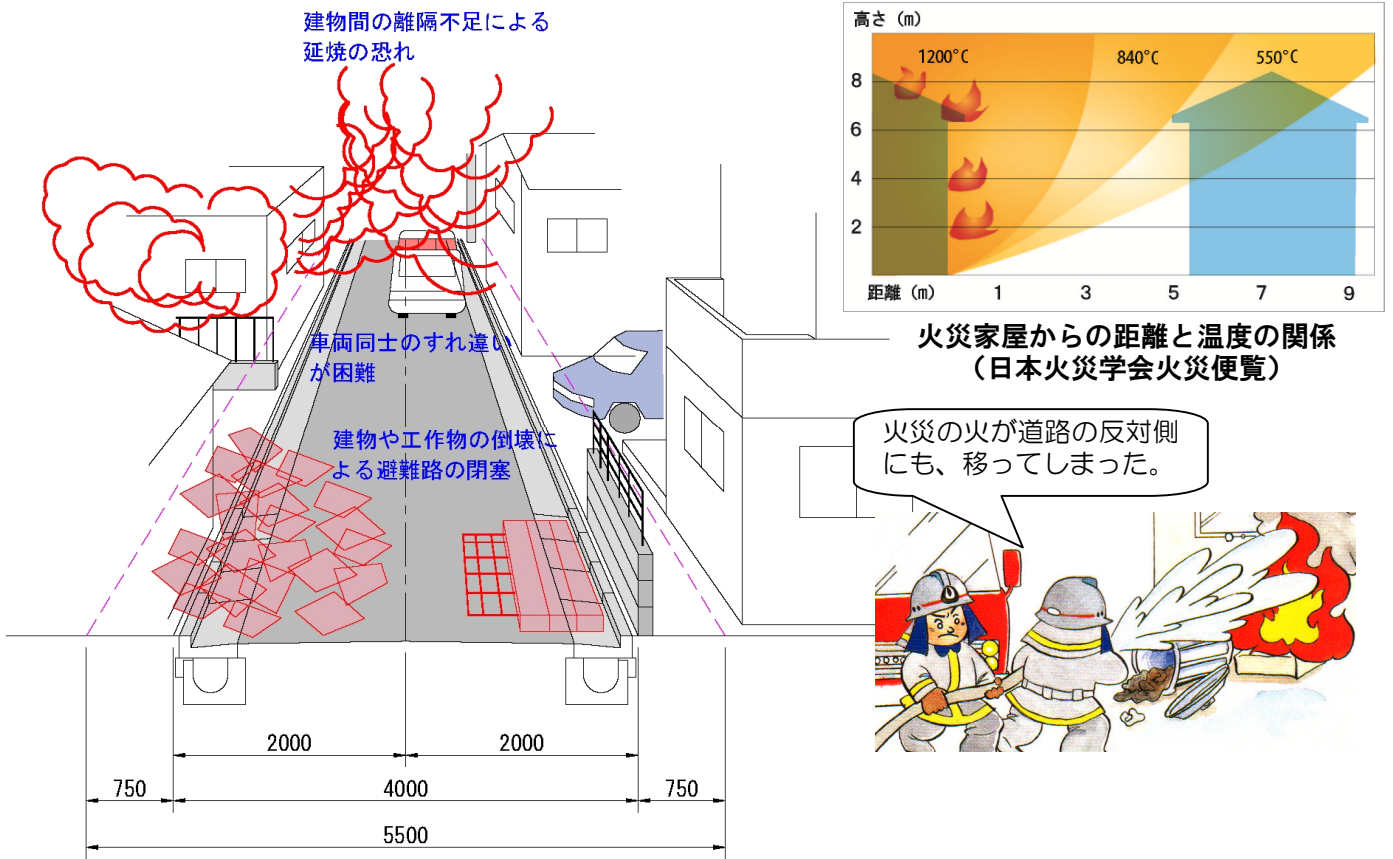 建物間の離隔不足による
延焼の恐れ
車両同士のすれ違い
が困難
建物や工作物の倒壊に
よる避難路の閉塞
2000 2000
750 4000 750
5500
高さ（m）
1200°C 840°C 550°C
8
6
4
2
距離（m） 1 3 5 7 9
火災家屋からの距離と温度の関係
（日本火災学会火災便覧）
火災の火が道路の反対側
にも、移ってしまった。